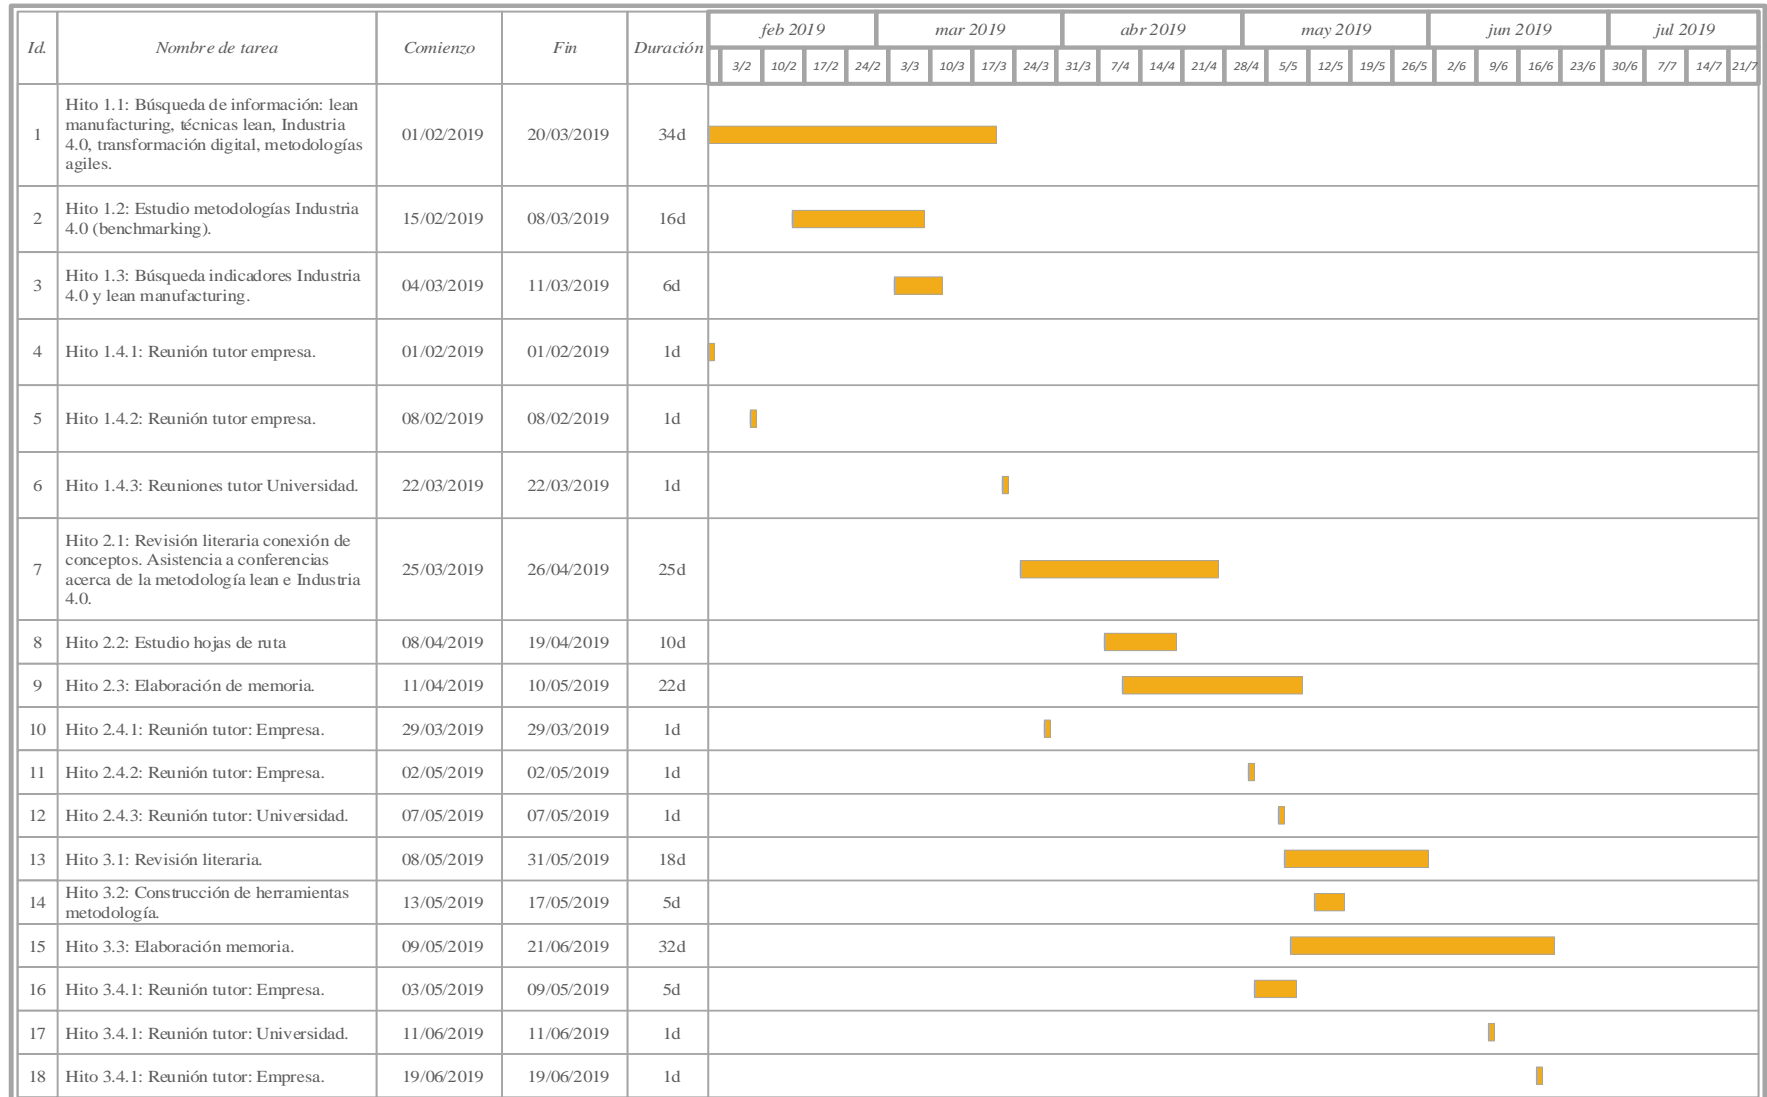 Id. Nombre de tarea Comienzo Fin Duración feb 2019 mar 2019 abr 2019 may 2019 jun 2019 jul 2019
3/2 10/2 17/2 24/2 3/3 10/3 17/3 24/3 31/3 7/4 14/4 21/4 28/4 5/5 12/5 19/5 26/5 2/6 9/6 16/6 23/6 30/6 7/7 14/7 21/7
1 Hito 1.1: Búsqueda de información: lean
manufacturing, técnicas lean, Industria
4.0, transformación digital, metodologías
agiles. 01/02/2019 20/03/2019 34d
2 Hito 1.2: Estudio metodologías Industria
4.0 (benchmarking). 15/02/2019 08/03/2019 16d
3 Hito 1.3: Búsqueda indicadores Industria
4.0 y lean manufacturing. 04/03/2019 11/03/2019 6d
4 Hito 1.4.1: Reunión tutor empresa. 01/02/2019 01/02/2019 1d
5 Hito 1.4.2: Reunión tutor empresa. 08/02/2019 08/02/2019 1d
6 Hito 1.4.3: Reuniones tutor Universidad. 22/03/2019 22/03/2019 1d
7 Hito 2.1: Revisión literaria conexión de
conceptos. Asistencia a conferencias
acerca de la metodología lean e Industria
4.0. 25/03/2019 26/04/2019 25d
8 Hito 2.2: Estudio hojas de ruta 08/04/2019 19/04/2019 10d
9 Hito 2.3: Elaboración de memoria. 11/04/2019 10/05/2019 22d
10 Hito 2.4.1: Reunión tutor: Empresa. 29/03/2019 29/03/2019 1d
11 Hito 2.4.2: Reunión tutor: Empresa. 02/05/2019 02/05/2019 1d
12 Hito 2.4.3: Reunión tutor: Universidad. 07/05/2019 07/05/2019 1d
13 Hito 3.1: Revisión literaria. 08/05/2019 31/05/2019 18d
14 Hito 3.2: Construcción de herramientas
metodología. 13/05/2019 17/05/2019 5d
15 Hito 3.3: Elaboración memoria. 09/05/2019 21/06/2019 32d
16 Hito 3.4.1: Reunión tutor: Empresa. 03/05/2019 09/05/2019 5d
17 Hito 3.4.1: Reunión tutor: Universidad. 11/06/2019 11/06/2019 1d
18 Hito 3.4.1: Reunión tutor: Empresa. 19/06/2019 19/06/2019 1d